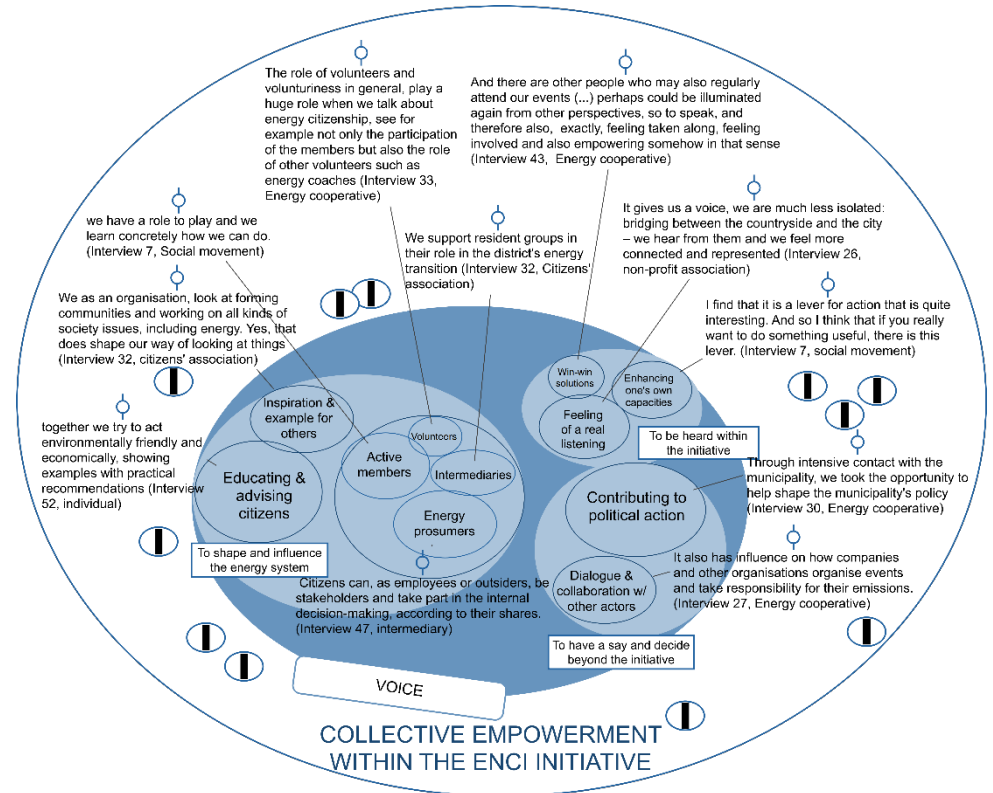 The role of volunteers and
volunturiness in general, play a
huge role when we talk about
energy citizenship, see for
example not only the participation
of the members but also the role
of other volunteers such as
energy coaches (Interview 33,
Energy cooperative)
And there are other people who may also regularly
attend our events (...) perhaps could be illuminated
again from other perspectives, so to speak, and
therefore also, exactly, feeling taken along, feeling
involved and also empowering somehow in that sense
(Interview 43, Energy cooperative)
we have a role to play and we
learn concretely how we can do.
(Interview 7, Social movement)
We support resident groups in
their role in the district's energy
transition (Interview 32, Citizens'
association)
It gives us a voice, we are much less isolated:
bridging between the countryside and the city
– we hear from them and we feel more
connected and represented (Interview 26,
non-profit association)
We as an organisation, look at forming
communities and working on all kinds of
society issues, including energy. Yes, that
does shape our way of looking at things
(Interview 32, citizens' association)
I find that it is a lever for action that is quite
interesting. And so I think that if you really
want to do something useful, there is this
lever. (Interview 7, social movement)
together we try to act
environmentally friendly and
economically, showing
examples with practical
recommendations (Interview
52, individual)
Inspiration &
example for
others
Educating &
advising
citizens
Active
members
Volunteers
Intermediaries
Energy
prosumers
Win-win
solutions
Enhancing
one's own
capacities
Feeling
of a real
listening
To be heard within
the initiative
Contributing to
political action
Through intensive contact with the
municipality, we took the opportunity to
help shape the municipality's policy
(Interview 30, Energy cooperative)
To shape and influence
the energy system
Citizens can, as employees or outsiders, be
stakeholders and take part in the internal
decision-making, according to their shares.
(Interview 47, intermediary)
Dialogue &
collaboration w/
other actors
It also has influence on how companies
and other organisations organise events
and take responsibility for their emissions.
(Interview 27, Energy cooperative)
To have a say and decide
beyond the initiative
VOICE
COLLECTIVE EMPOWERMENT
WITHIN THE ENCI INITIATIVE